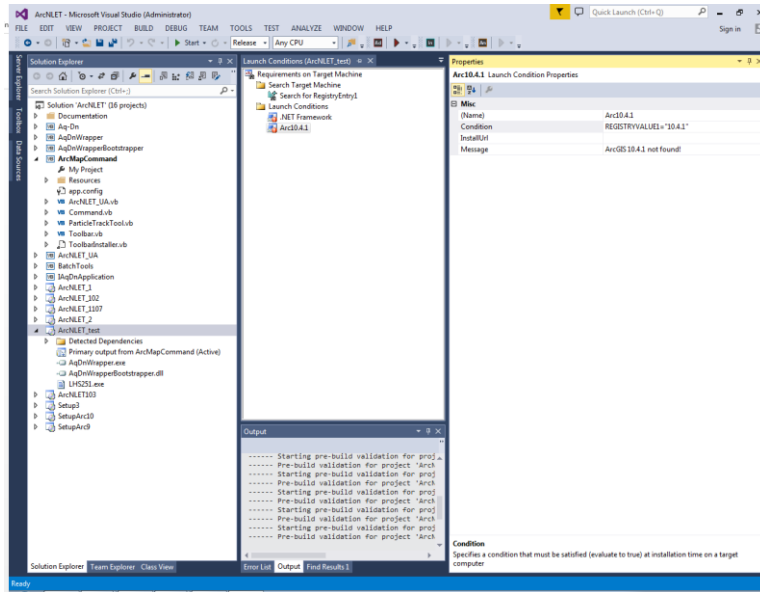 ArcNLET - Microsoft Visual Studio (Administrator)
Quick Launch (Ctrl+Q)
FILE EDIT VIEW PROJECT BUILD DEBUG TEAM TOOLS TEST ANALYZE WINDOW HELP
Sign in
Start
Release
Any CPU
Server Explorer
Toolbox
Data Sources
Solution Explorer
Search Solution Explorer (Ctrl+;)
Solution 'ArcNLET' (16 projects)
Documentation
Aq-Dn
AqDnWrapper
AqDnWrapperBootstrapper
ArcMapCommand
My Project
Resources
app.config
ArcNLET_UA.vb
Command.vb
ParticleTrackTool.vb
Toolbar.vb
ToolbarInstaller.vb
ArcNLET_UA
BatchTools
IAqDnApplication
ArcNLET_1
ArcNLET_102
ArcNLET_1107
ArcNLET_2
ArcNLET_test
Detected Dependencies
Primary output from ArcMapCommand (Active)
AqDnWrapper.exe
AqDnWrapperBootstrapper.dll
LHS251.exe
ArcNLET103
Setup3
SetupArc10
SetupArc9
Solution Explorer Team Explorer Class View
Launch Conditions (ArcNLET_test)
Requirements on Target Machine
Search Target Machine
Search for RegistryEntry1
Launch Conditions
.NET Framework
Arc10.4.1
Output
------ Starting pre-build validation for proj
------ Pre-build validation for project 'Arch
------ Starting pre-build validation for proj
------ Pre-build validation for project 'Arch
------ Starting pre-build validation for proj
------ Pre-build validation for project 'Arch
------ Starting pre-build validation for proj
------ Pre-build validation for project 'Arch
------ Starting pre-build validation for proj
------ Pre-build validation for project 'Arch
Error List Output Find Results 1
Properties
Arc10.4.1 Launch Condition Properties
Misc
(Name) Arc10.4.1
Condition REGISTRYVALUE1="10.4.1"
InstallUrl
Message ArcGIS 10.4.1 not found!
Condition
Specifies a condition that must be satisfied (evaluate to true) at installation time on a target
computer
Ready